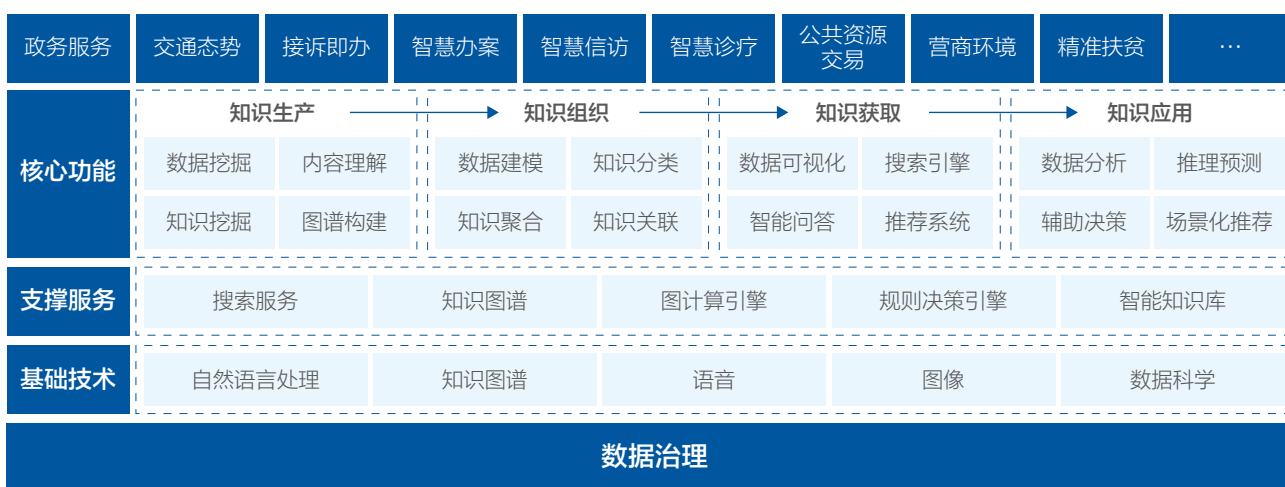 政务服务
交通态势
接诉即办
智慧办案
智慧信访
智慧诊疗
公共资源
交易
营商环境
精准扶贫
…
核心功能
知识生产
知识组织
知识获取
知识应用
数据挖掘
内容理解
数据建模
知识分类
数据可视化
搜索引擎
数据分析
推理预测
知识挖掘
图谱构建
知识聚合
知识关联
智能问答
推荐系统
辅助决策
场景化推荐
支撑服务
搜索服务
知识图谱
图计算引擎
规则决策引擎
智能知识库
基础技术
自然语言处理
知识图谱
语音
图像
数据科学
数据治理